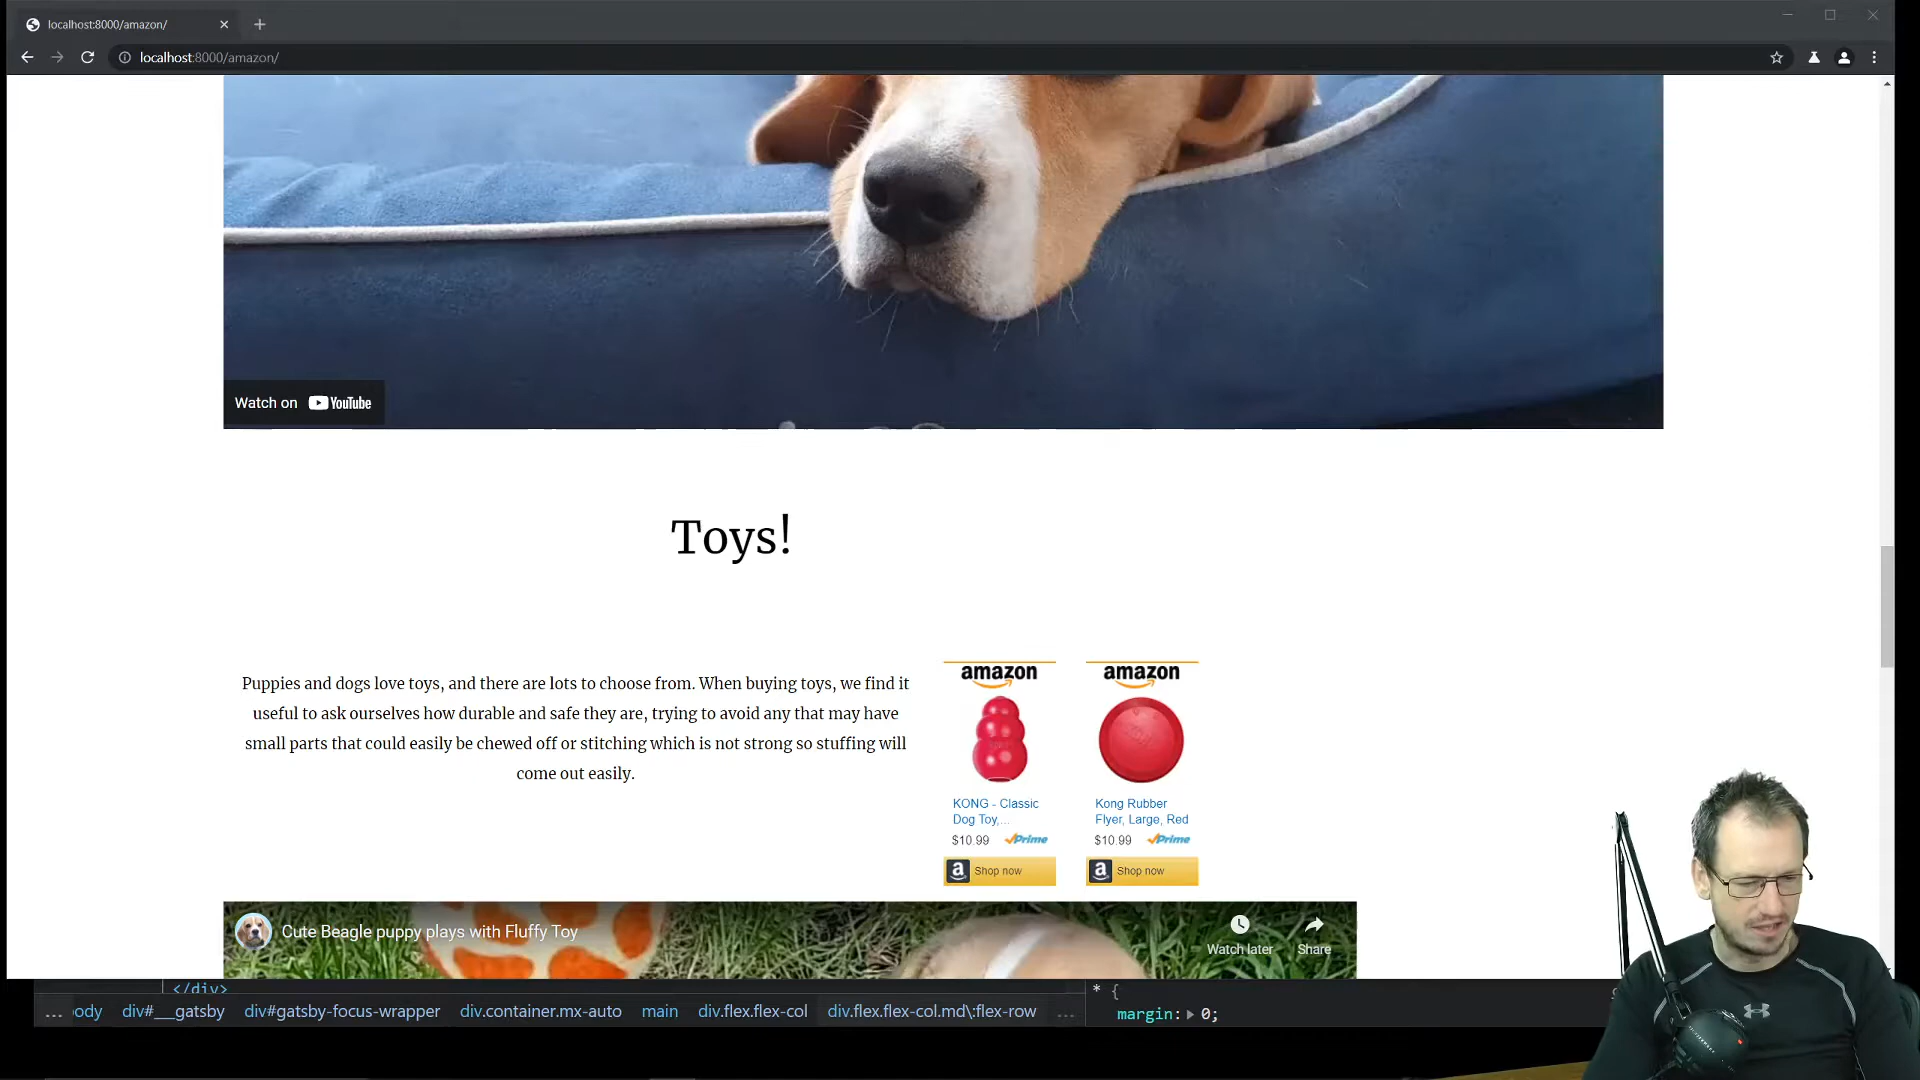 localhost:8000/amazon/
localhost:8000/amazon/
Watch on YouTube
Toys!
Puppies and dogs love toys, and there are lots to choose from. When buying toys, we find it
useful to ask ourselves how durable and safe they are, trying to avoid any that may have
small parts that could easily be chewed off or stitching which is not strong so stuffing will
come out easily.
amazon
KONG - Classic
Dog Toy,...
$10.99 Prime
a Shop now
amazon
Kong Rubber
Flyer, Large, Red
$10.99 Prime
a Shop now
Cute Beagle puppy plays with Fluffy Toy
Watch later
Share
</div>
... body div#___gatsby div#gatsby-focus-wrapper div.container.mx-auto main div.flex.flex-col div.flex.flex-col.md\:flex-row ...
* {
margin: 0;